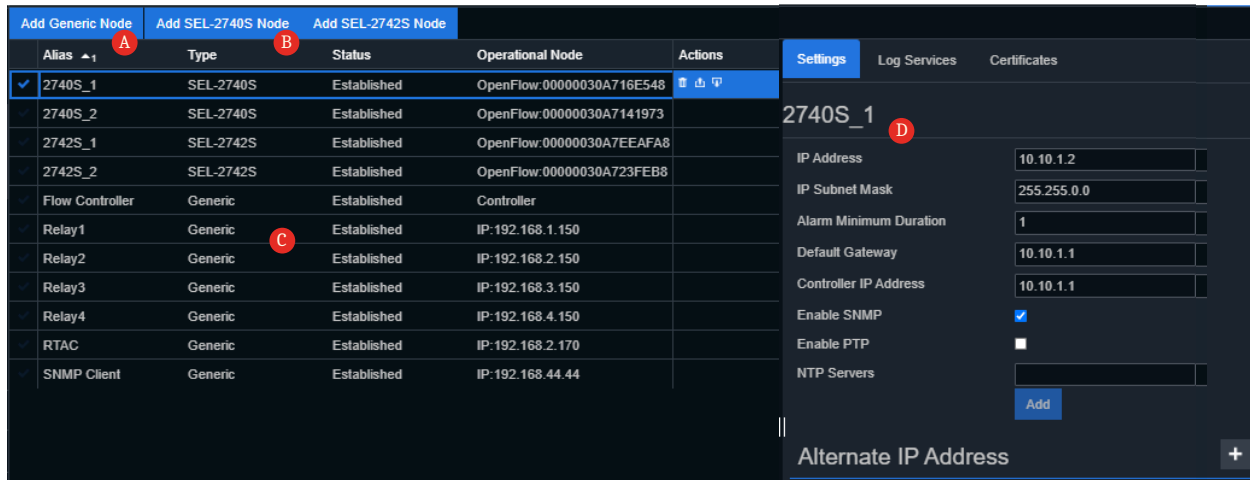 Add Generic Node Add SEL-2740S Node Add SEL-2742S Node
A B
Alias 1 Type Status Operational Node Actions
2740S_1 SEL-2740S Established OpenFlow:00000030A716E548
2740S_2 SEL-2740S Established OpenFlow:00000030A7141973
2742S_1 SEL-2742S Established OpenFlow:00000030A7EEAFA8
2742S_2 SEL-2742S Established OpenFlow:00000030A723FEB8
Flow Controller Generic Established Controller
Relay1 Generic Established IP:192.168.1.150
C
Relay2 Generic Established IP:192.168.2.150
Relay3 Generic Established IP:192.168.3.150
Relay4 Generic Established IP:192.168.4.150
RTAC Generic Established IP:192.168.2.170
SNMP Client Generic Established IP:192.168.44.44
Settings Log Services Certificates
2740S_1
D
IP Address 10.10.1.2
IP Subnet Mask 255.255.0.0
Alarm Minimum Duration 1
Default Gateway 10.10.1.1
Controller IP Address 10.10.1.1
Enable SNMP
Enable PTP
NTP Servers
Add
Alternate IP Address +